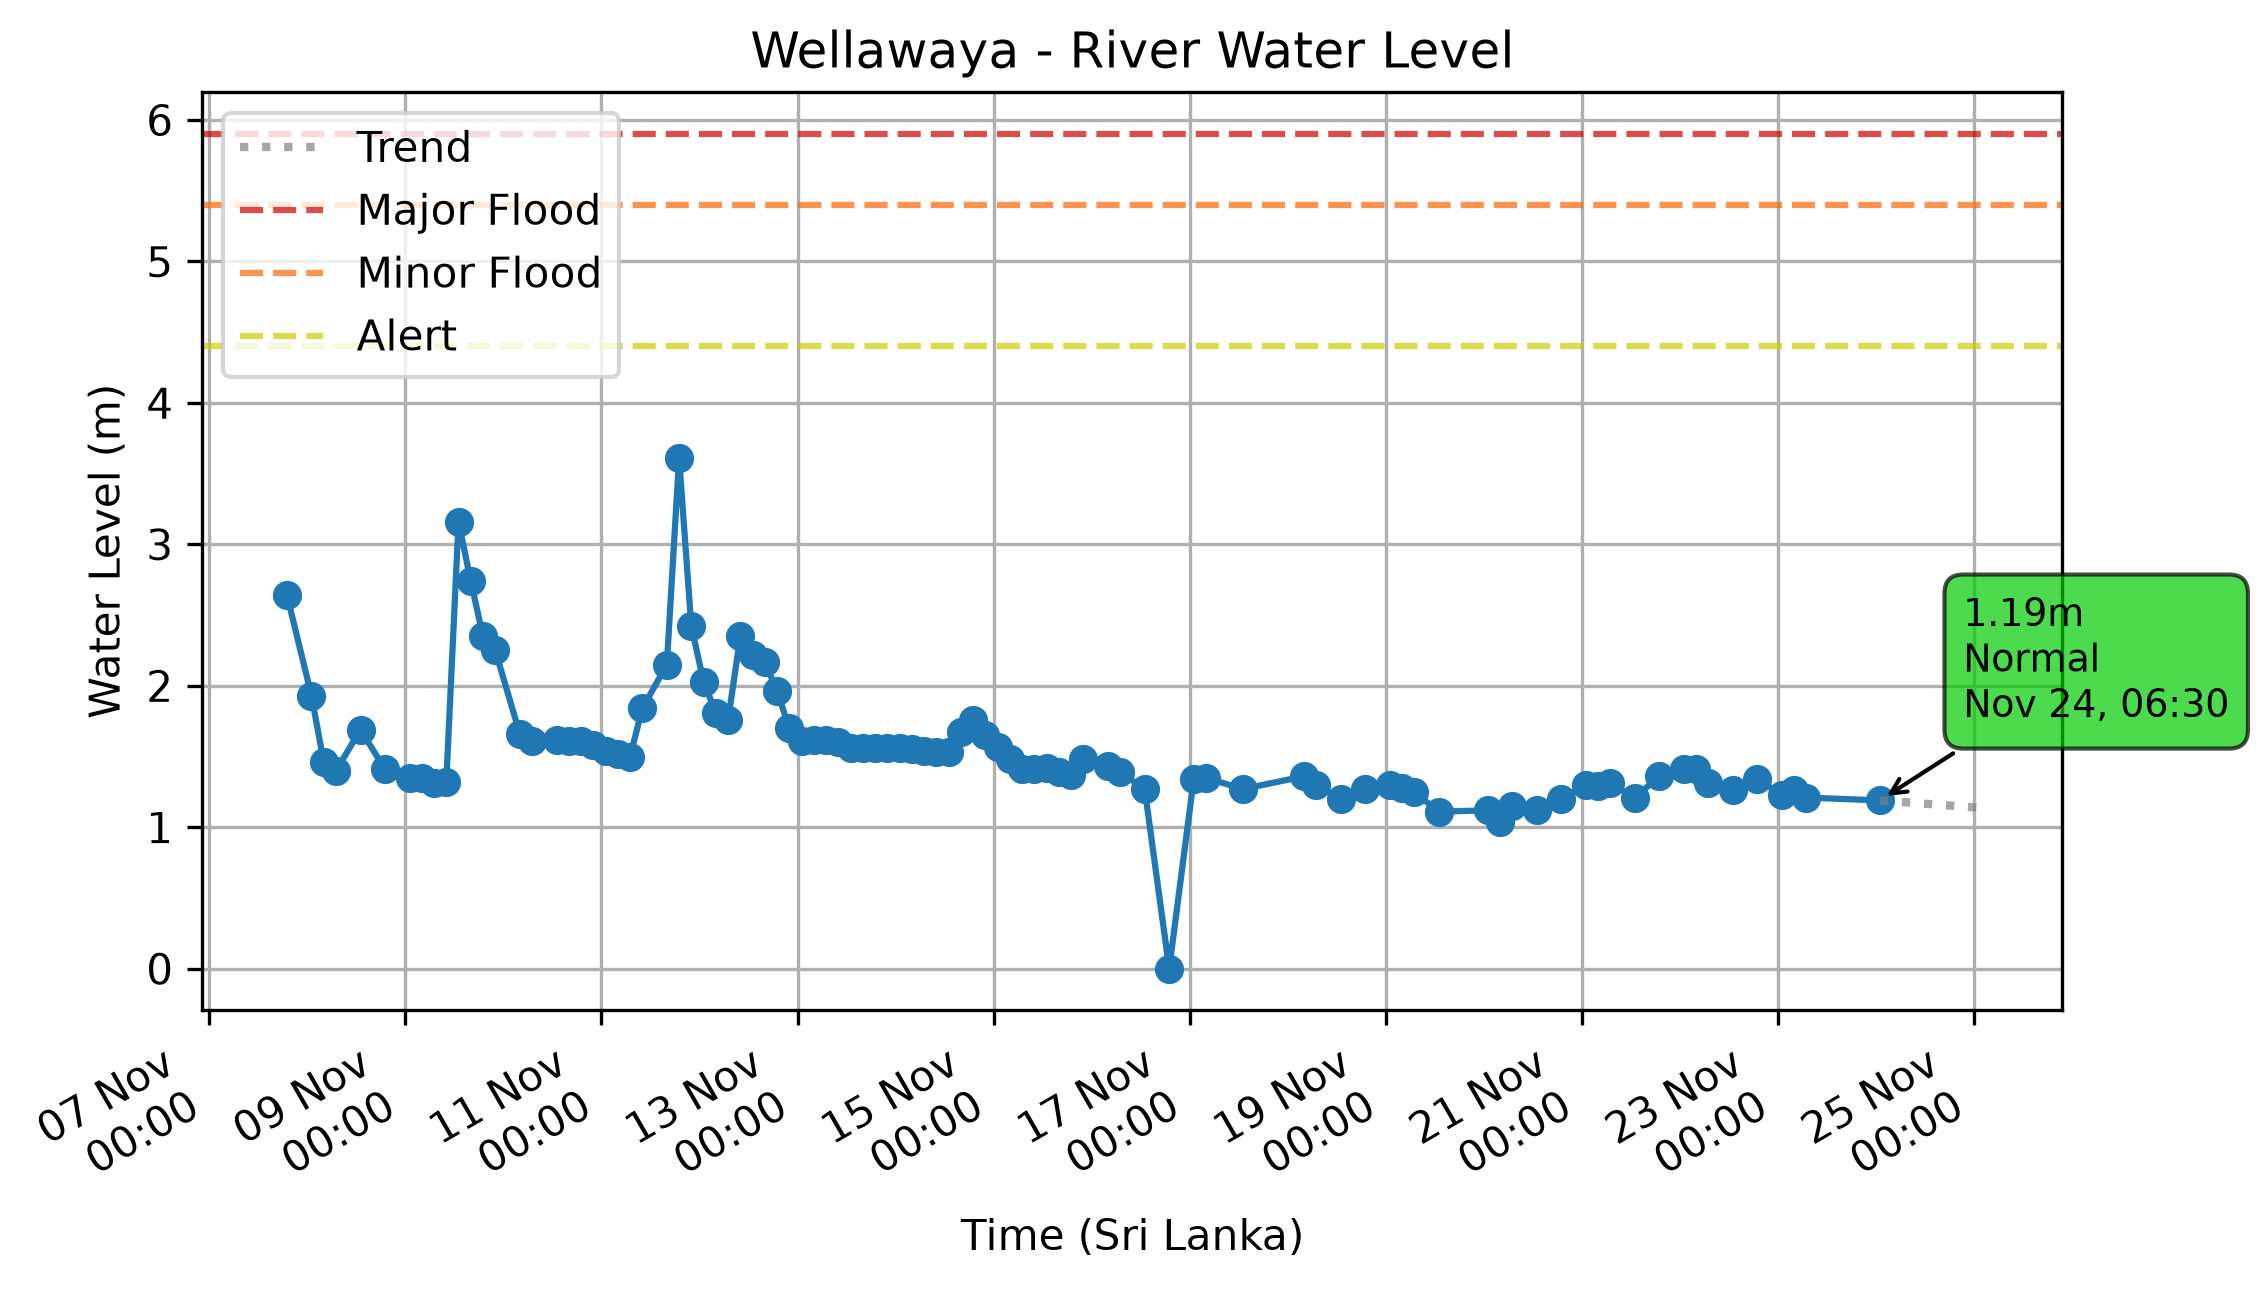 Wellawaya - River Water Level
6
5
4
3
2
1
0
Water Level (m)
Trend
Major Flood
Minor Flood
Alert
1.19m
Normal
Nov 24, 06:30
07 Nov
00:00
09 Nov
00:00
11 Nov
00:00
13 Nov
00:00
15 Nov
00:00
17 Nov
00:00
19 Nov
00:00
21 Nov
00:00
23 Nov
00:00
25 Nov
00:00
Time (Sri Lanka)